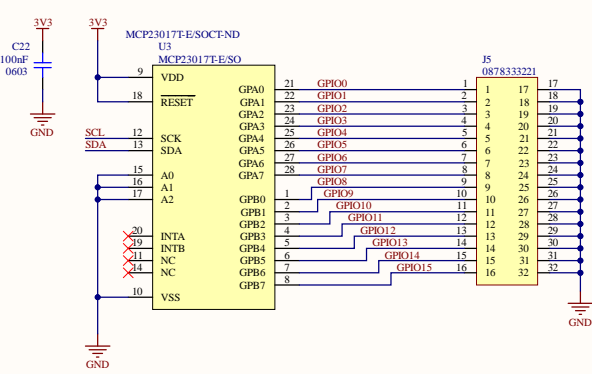 3V3
3V3
MCP23017T-E/SOCT-ND
U3
MCP23017T-E/SO
C22
100nF
0603
GND
9 VDD
18 RESET
SCL 12 SCK
SDA 13 SDA
15 A0
16 A1
17 A2
20 INTA
19 INTB
11 NC
14 NC
10 VSS
GND
GPA0 21 GPIO0 1
GPA1 22 GPIO1 2
GPA2 23 GPIO2 3
GPA3 24 GPIO3 4
GPA4 25 GPIO4 5
GPA5 26 GPIO5 6
GPA6 27 GPIO6 7
GPA7 28 GPIO7 8
GPB0 1 GPIO8 9
GPB1 2 GPIO9 10
GPB2 3 GPIO10 11
GPB3 4 GPIO11 12
GPB4 5 GPIO12 13
GPB5 6 GPIO13 14
GPB6 7 GPIO14 15
GPB7 8 GPIO15 16
J5
0878333221
1 17 17
2 18 18
3 19 19
4 20 20
5 21 21
6 22 22
7 23 23
8 24 24
9 25 25
10 26 26
11 27 27
12 28 28
13 29 29
14 30 30
15 31 31
16 32 32
GND